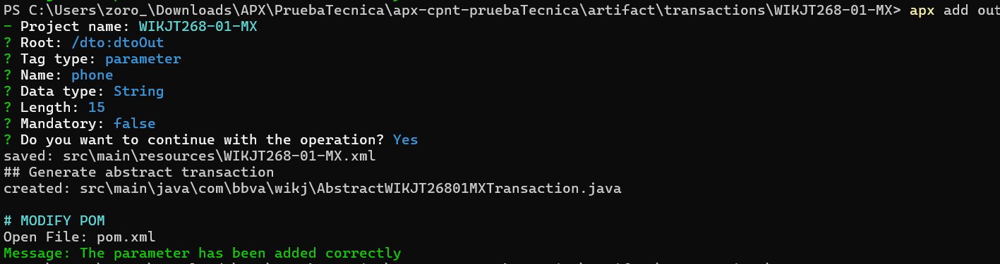 PS C:\Users\zoro_\Downloads\APX\PruebaTecnica\apx-cpnt-pruebaTecnica\artifact\transactions\WIKJT268-01-MX> apx add out
- Project name: WIKJT268-01-MX
? Root: /dto:dtoOut
? Tag type: parameter
? Name: phone
? Data type: String
? Length: 15
? Mandatory: false
? Do you want to continue with the operation? Yes
saved: src\main\resources\WIKJT268-01-MX.xml
## Generate abstract transaction
created: src\main\java\com\bbva\wikj\AbstractWIKJT26801MXTransaction.java
# MODIFY POM
Open File: pom.xml
Message: The parameter has been added correctly